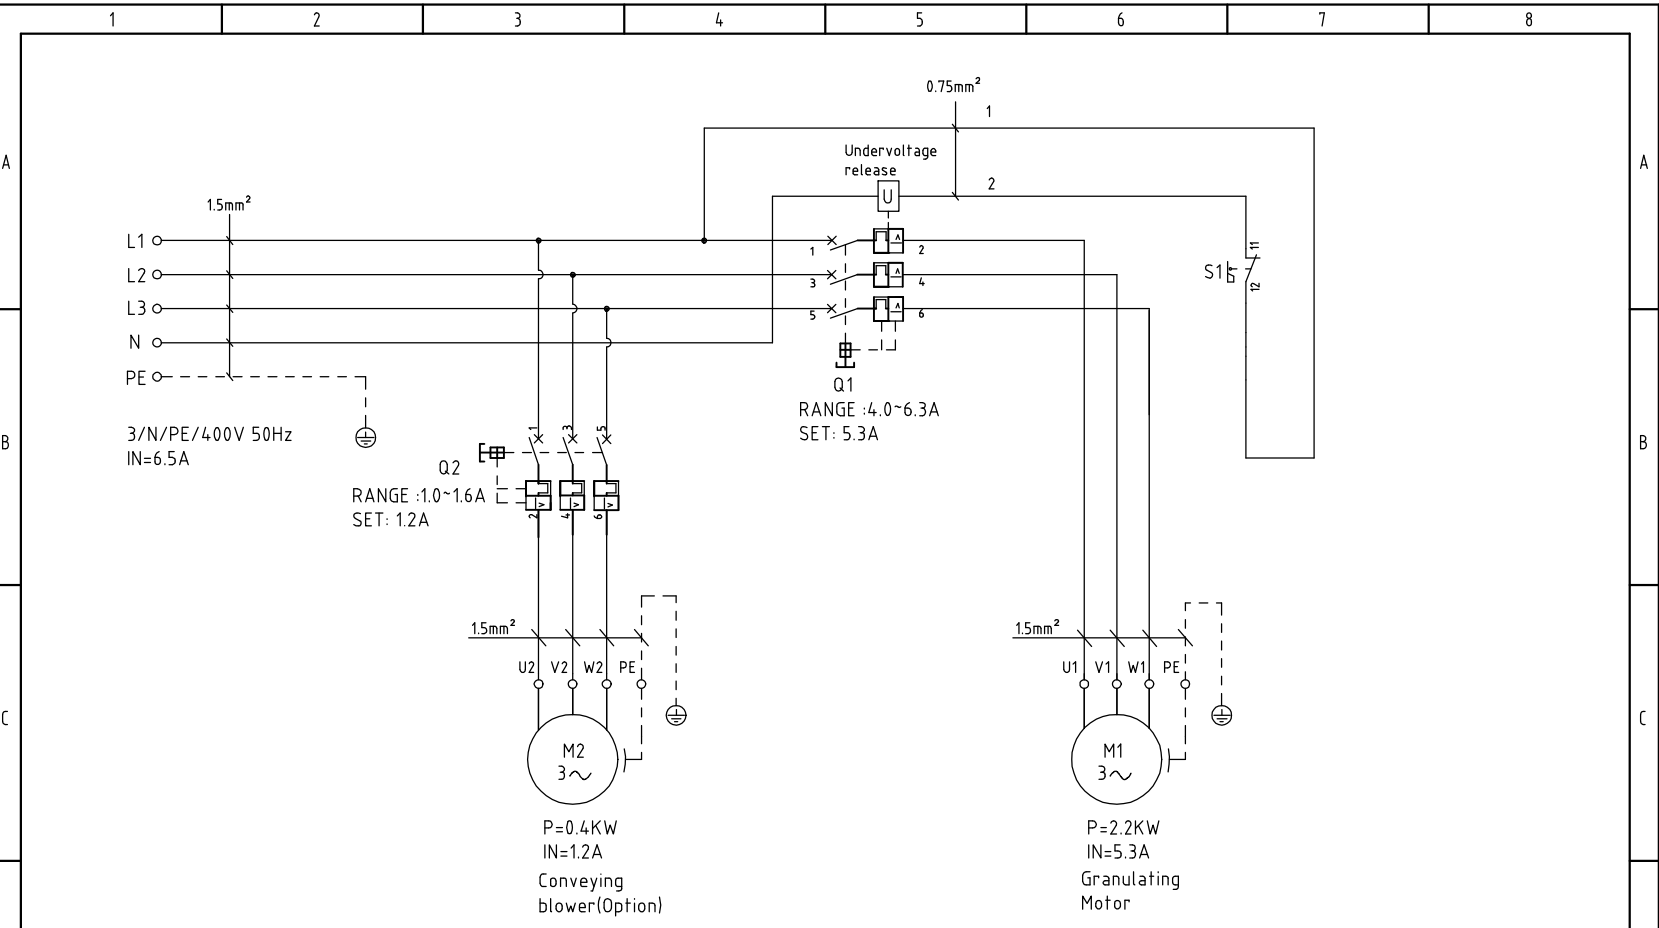 1 2 3 4 5 6 7 8
0.75mm²
1
A
Undervoltage
release
A
U
2
1.5mm²
L1
1
2
11
L2
3
4
S1
12
L3
5
6
N
PE
Q1
RANGE :4.0~6.3A
SET: 5.3A
3/N/PE/400V 50Hz
IN=6.5A
B
B
1 3 5
Q2
RANGE :1.0~1.6A
SET: 1.2A
2 4 6
1.5mm²
1.5mm²
U2 V2 W2 PE
U1 V1 W1 PE
C
C
M2
3~
M1
3~
P=0.4KW
IN=1.2A
Conveying
blower(Option)
P=2.2KW
IN=5.3A
Granulating
Motor